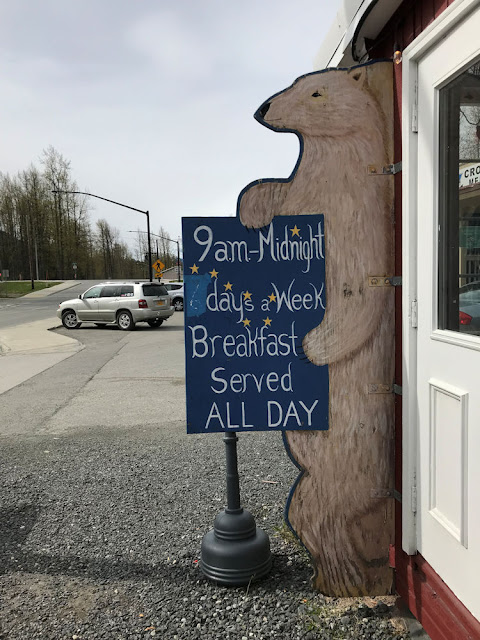 9am-Midnight
days a Week
Breakfast
Served
ALL DAY